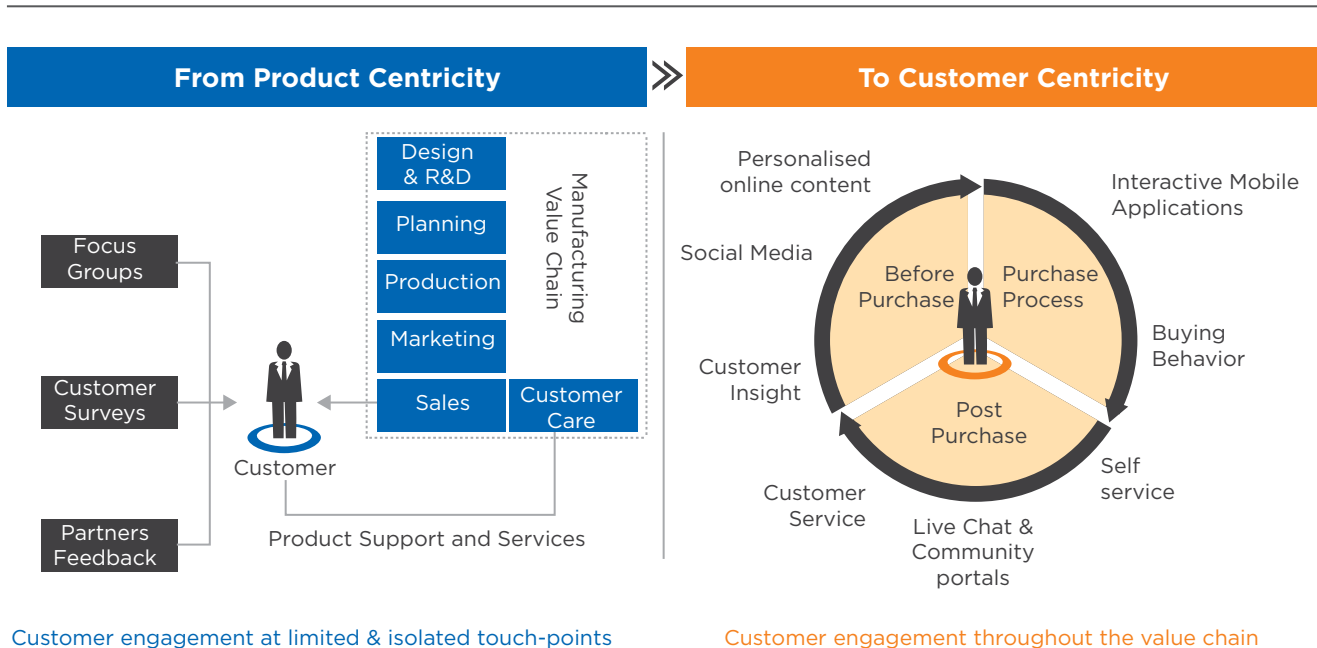 From Product Centricity
To Customer Centricity
Focus
Groups
Customer
Surveys
Partners
Feedback
Customer
Design
& R&D
Planning
Production
Marketing
Sales
Customer
Care
Manufacturing
Value Chain
Product Support and Services
Customer engagement at limited & isolated touch-points
Personalised
online content
Social Media
Customer
Insight
Before
Purchase
Purchase
Process
Post
Purchase
Interactive Mobile
Applications
Buying
Behavior
Self
service
Customer
Service
Live Chat &
Community
portals
Customer engagement throughout the value chain